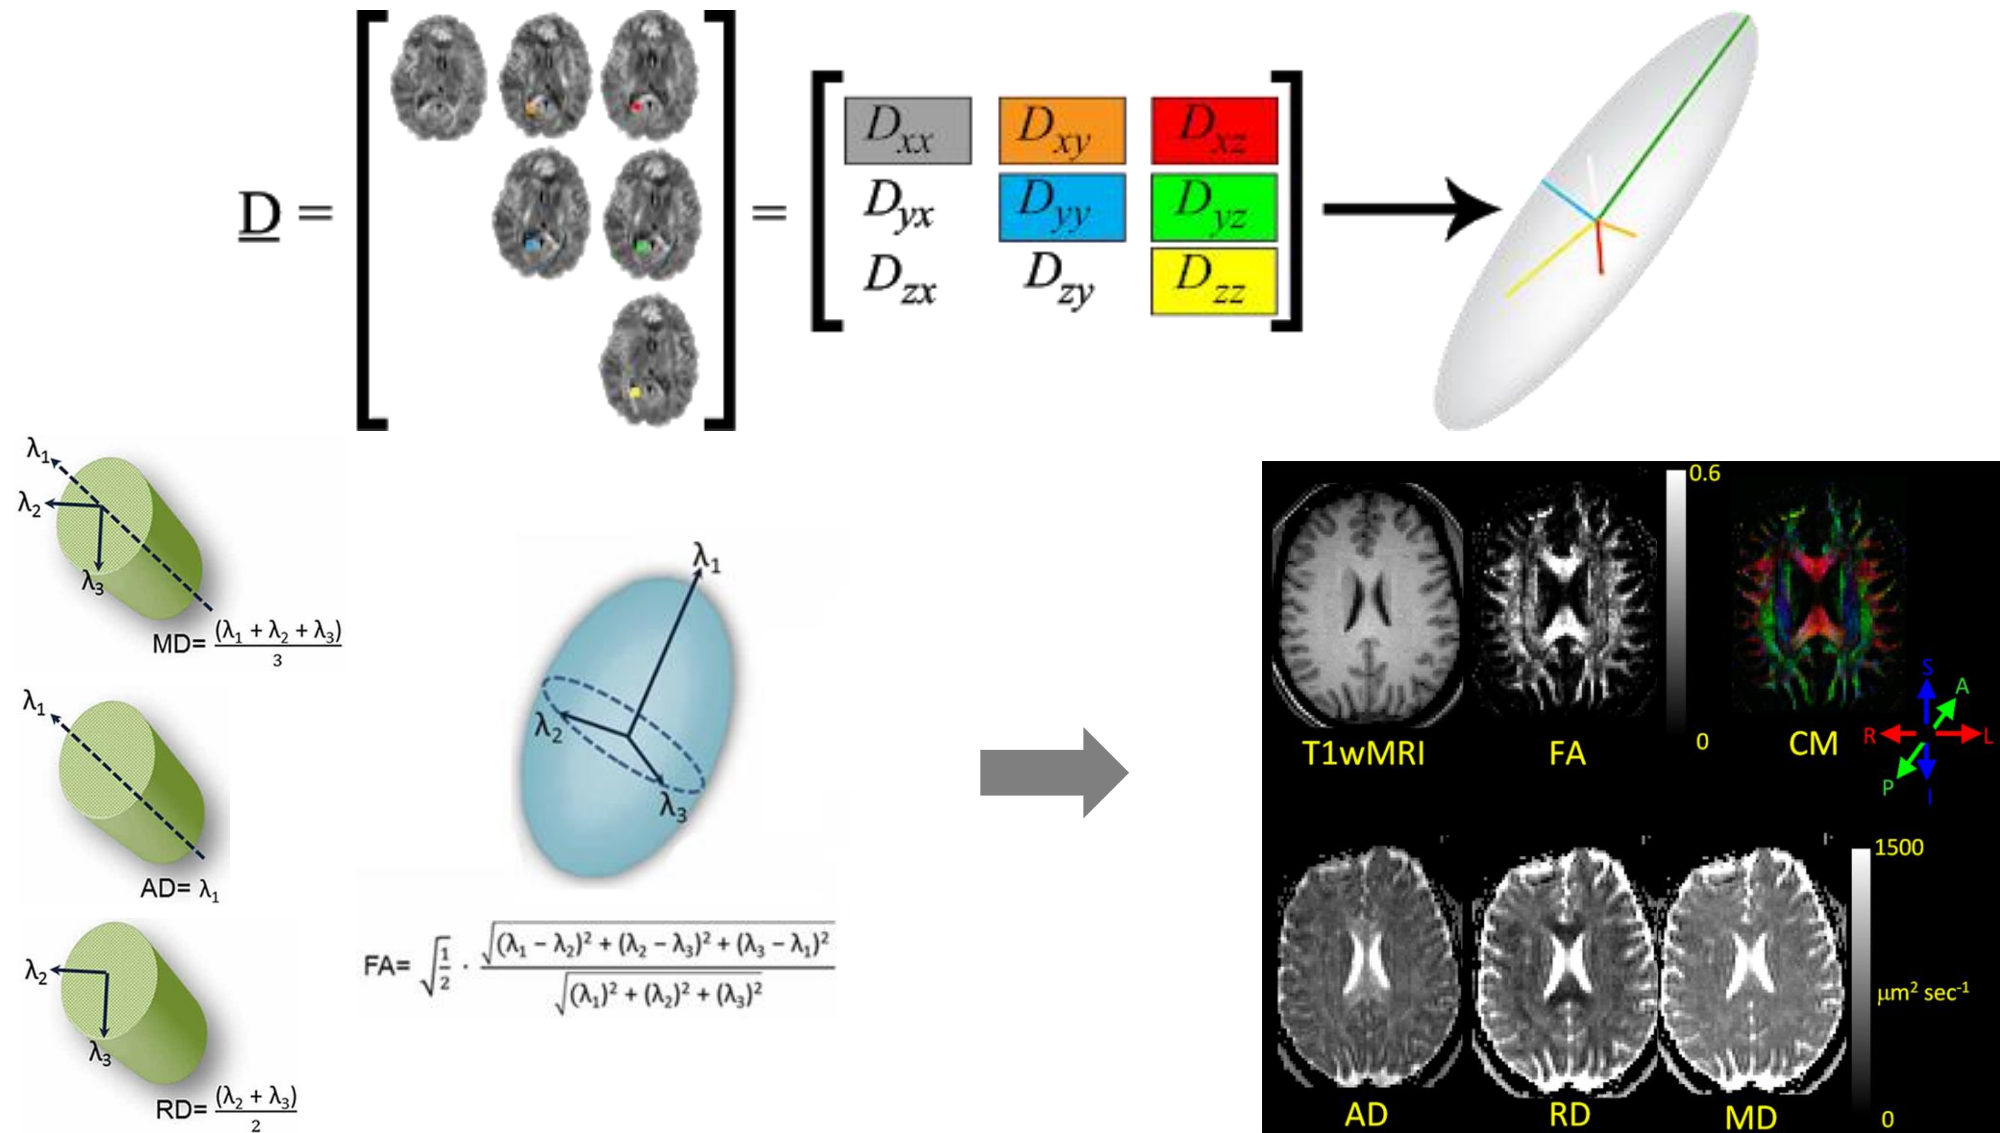 D = [ ] = [ Dxx Dxy Dxz
Dyx Dyy Dyz
Dzx Dzy Dzz ]
λ1
λ2
λ3
MD= (λ1 + λ2 + λ3)
3
λ1
AD= λ1
λ2
λ3
RD= (λ2 + λ3)
2
λ1
λ2
λ3
FA= √1/2 · √(λ1 − λ2)² + (λ2 − λ3)² + (λ3 − λ1)²
√(λ1)² + (λ2)² + (λ3)²
0.6
0
T1wMRI FA CM
S
A
R L
P
I
1500
μm² sec⁻¹
0
AD RD MD